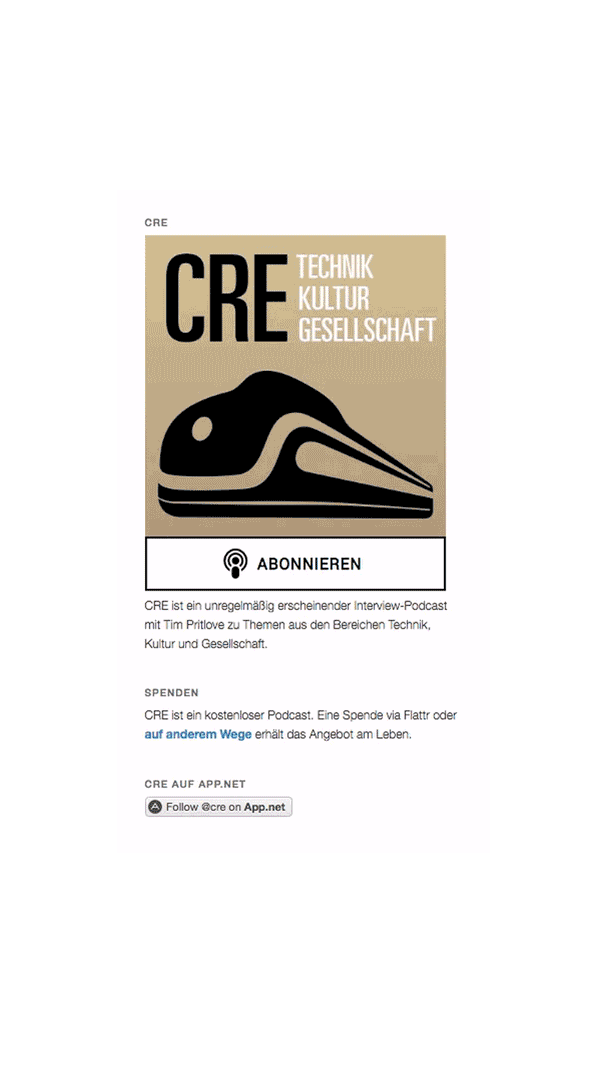 CRE
CRE TECHNIK
KULTUR
GESELLSCHAFT
ABONNIEREN
CRE ist ein unregelmäßig erscheinender Interview-Podcast
mit Tim Pritlove zu Themen aus den Bereichen Technik,
Kultur und Gesellschaft.
SPENDEN
CRE ist ein kostenloser Podcast. Eine Spende via Flattr oder
auf anderem Wege erhält das Angebot am Leben.
CRE AUF APP.NET
Follow @cre on App.net